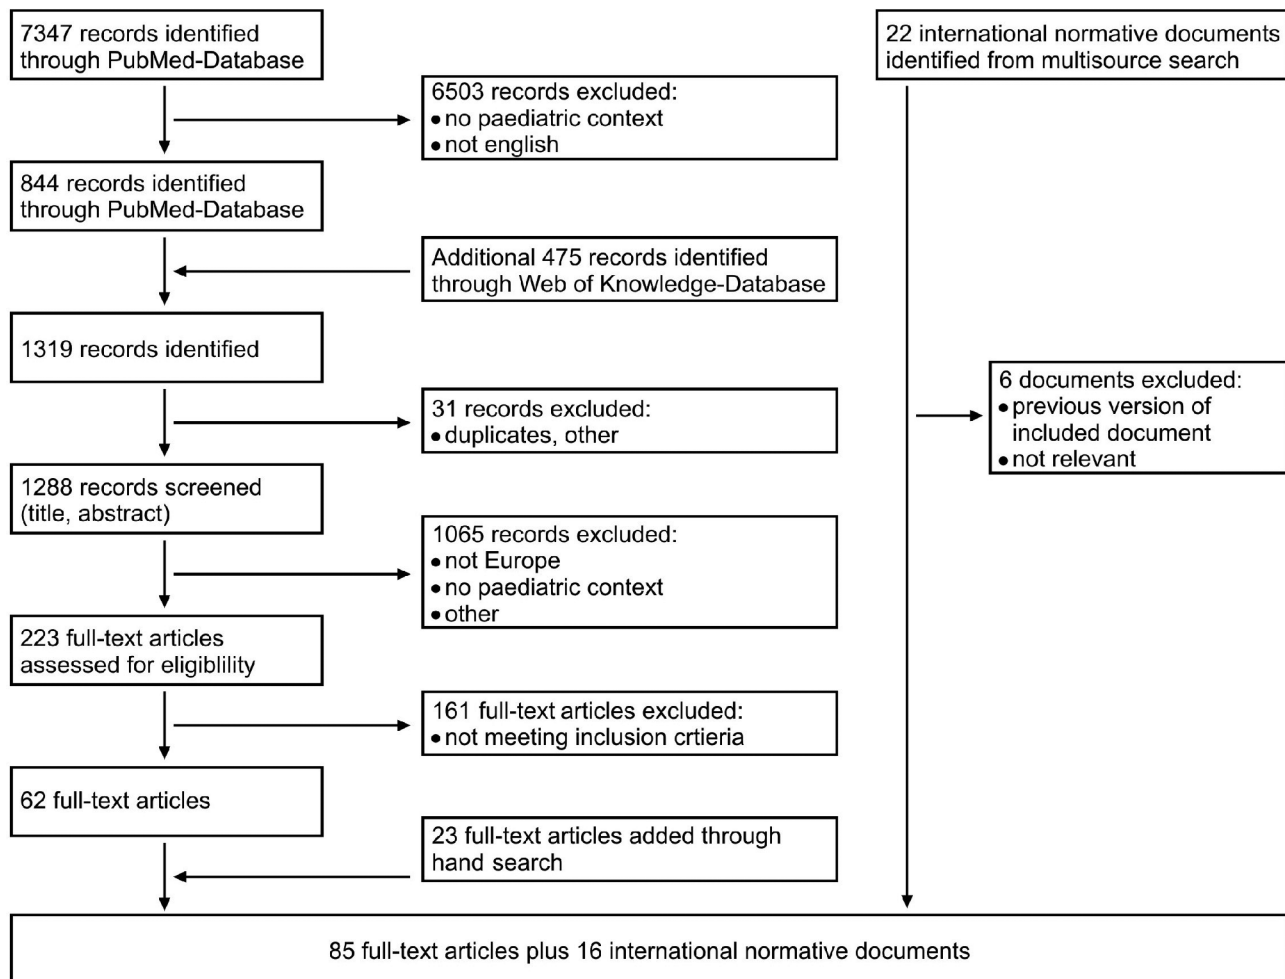 7347 records identified
through PubMed-Database
22 international normative documents
identified from multisource search
6503 records excluded:
• no paediatric context
• not english
844 records identified
through PubMed-Database
Additional 475 records identified
through Web of Knowledge-Database
1319 records identified
6 documents excluded:
• previous version of
included document
• not relevant
31 records excluded:
• duplicates, other
1288 records screened
(title, abstract)
1065 records excluded:
• not Europe
• no paediatric context
• other
223 full-text articles
assessed for eligiblility
161 full-text articles excluded:
• not meeting inclusion crtieria
62 full-text articles
23 full-text articles added through
hand search
85 full-text articles plus 16 international normative documents